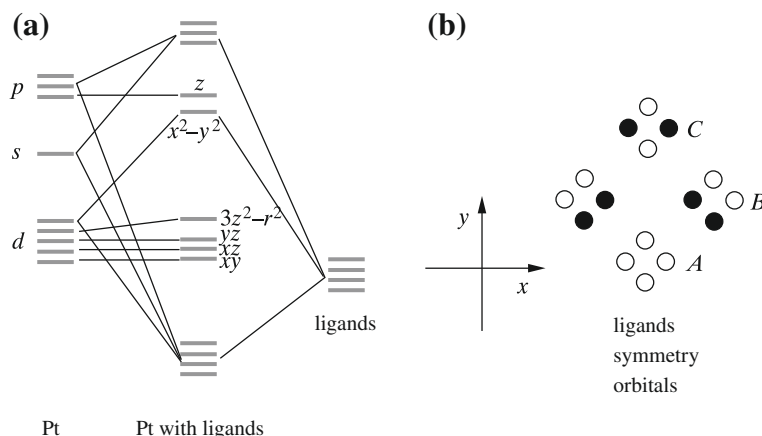 (a)
p
s
d
z
x²–y²
3z²–r²
yz
xz
xy
ligands
Pt
Pt with ligands
(b)
C
B
A
y
x
ligands
symmetry
orbitals